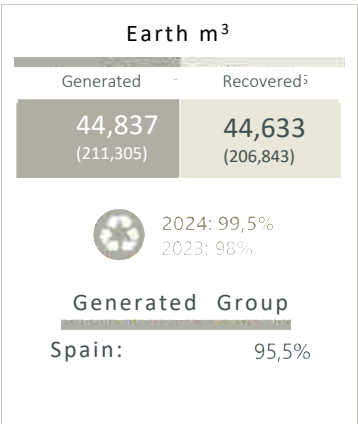 Earth m³
Generated - Recovered⁵
44,837 44,633
(211,305) (206,843)
2024: 99,5%
2023: 98%
Generated Group
Spain: 95,5%